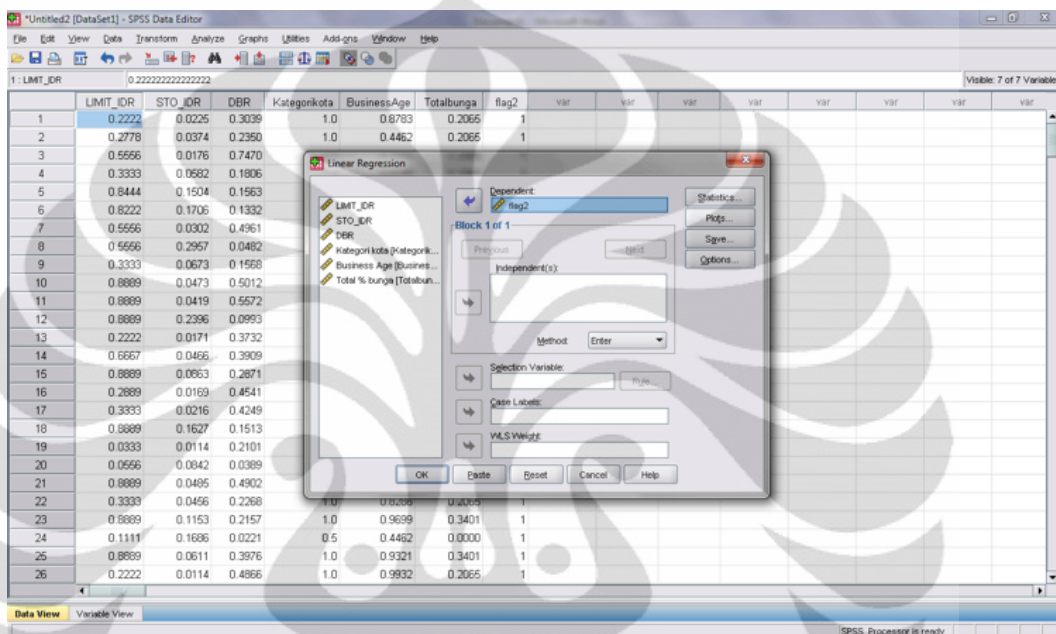 *Untitled2 [DataSet1] - SPSS Data Editor
File Edit View Data Transform Analyze Graphs Utilities Add-ons Window Help
1 : LIMIT_IDR 0.222222222222222 Visible: 7 of 7 Variable
LIMIT_IDR STO_IDR DBR Kategorikota BusinessAge Totalbunga flag2 var var var var var var var var
1 0.2222 0.0225 0.3039 1.0 0.8783 0.2065 1
2 0.2778 0.0374 0.2350 1.0 0.4462 0.2065 1
3 0.5556 0.0176 0.7470
4 0.3333 0.0582 0.1806
5 0.8444 0.1504 0.1563
6 0.8222 0.1706 0.1332
7 0.5556 0.0302 0.4961
8 0.5556 0.2957 0.0482
9 0.3333 0.0673 0.1568
10 0.8889 0.0473 0.5012
11 0.8889 0.0419 0.5572
12 0.8889 0.2396 0.0993
13 0.2222 0.0171 0.3732
14 0.6667 0.0466 0.3909
15 0.8889 0.0863 0.2871
16 0.2889 0.0169 0.4541
17 0.3333 0.0216 0.4249
18 0.8889 0.1627 0.1513
19 0.0333 0.0114 0.2101
20 0.0556 0.0842 0.0389
21 0.8889 0.0485 0.4902
22 0.3333 0.0456 0.2268 1.0 0.8286 0.2065 1
23 0.8889 0.1153 0.2157 1.0 0.9699 0.3401 1
24 0.1111 0.1686 0.0221 0.5 0.4462 0.0000 1
25 0.8889 0.0611 0.3976 1.0 0.9321 0.3401 1
26 0.2222 0.0114 0.4866 1.0 0.9932 0.2065 1
Linear Regression
LIMIT_IDR
STO_IDR
DBR
Kategori kota [Kategorik...
Business Age [Busines...
Total % bunga [Totalbun...
Dependent:
flag2
Block 1 of 1
Previous Next
Independent(s):
Method: Enter
Selection Variable:
Rule...
Case Labels:
WLS Weight:
Statistics...
Plots...
Save...
Options...
OK Paste Reset Cancel Help
Data View Variable View
SPSS Processor is ready